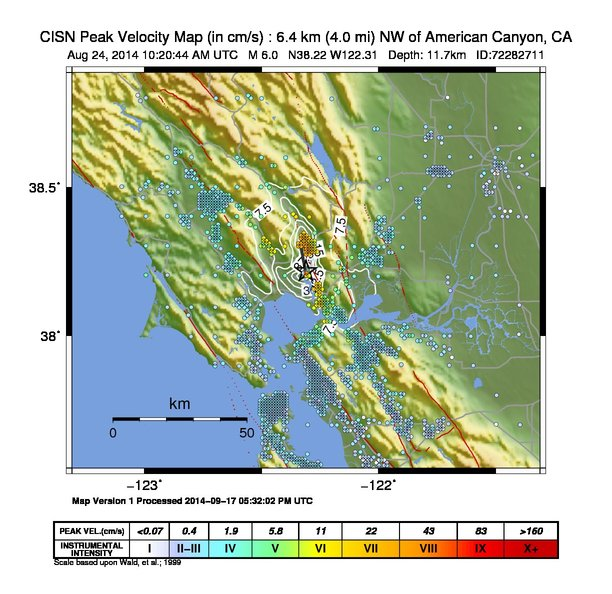 CISN Peak Velocity Map (in cm/s) : 6.4 km (4.0 mi) NW of American Canyon, CA
Aug 24, 2014 10:20:44 AM UTC M 6.0 N38.22 W122.31 Depth: 11.7km ID:72282711
38.5°
7.5
7.5
15
38°
km
0 50
-123° -122°
Map Version 1 Processed 2014-09-17 05:32:02 PM UTC
PEAK VEL.(cm/s) <0.07 0.4 1.9 5.8 11 22 43 83 >160
INSTRUMENTAL INTENSITY I II-III IV V VI VII VIII IX X+
Scale based upon Wald, et al.; 1999